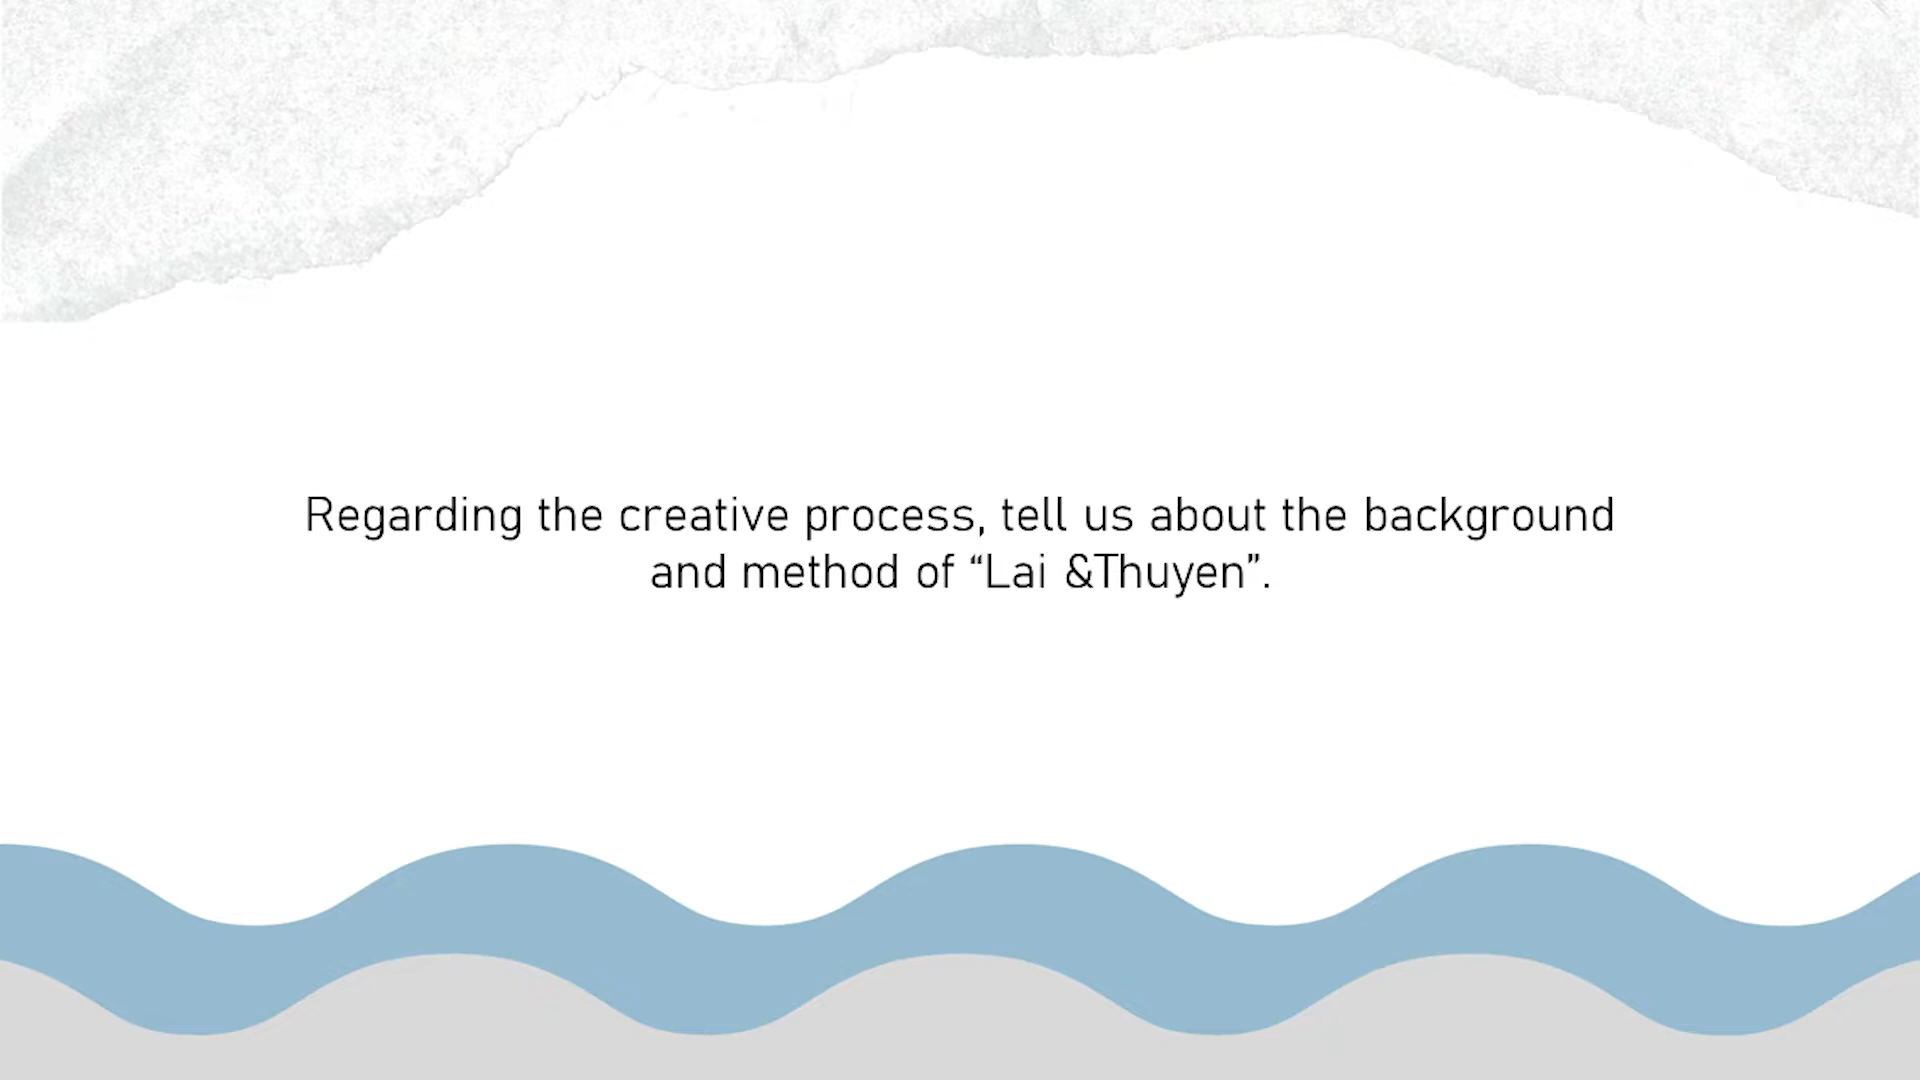 Regarding the creative process, tell us about the background
and method of “Lai &Thuyen”.